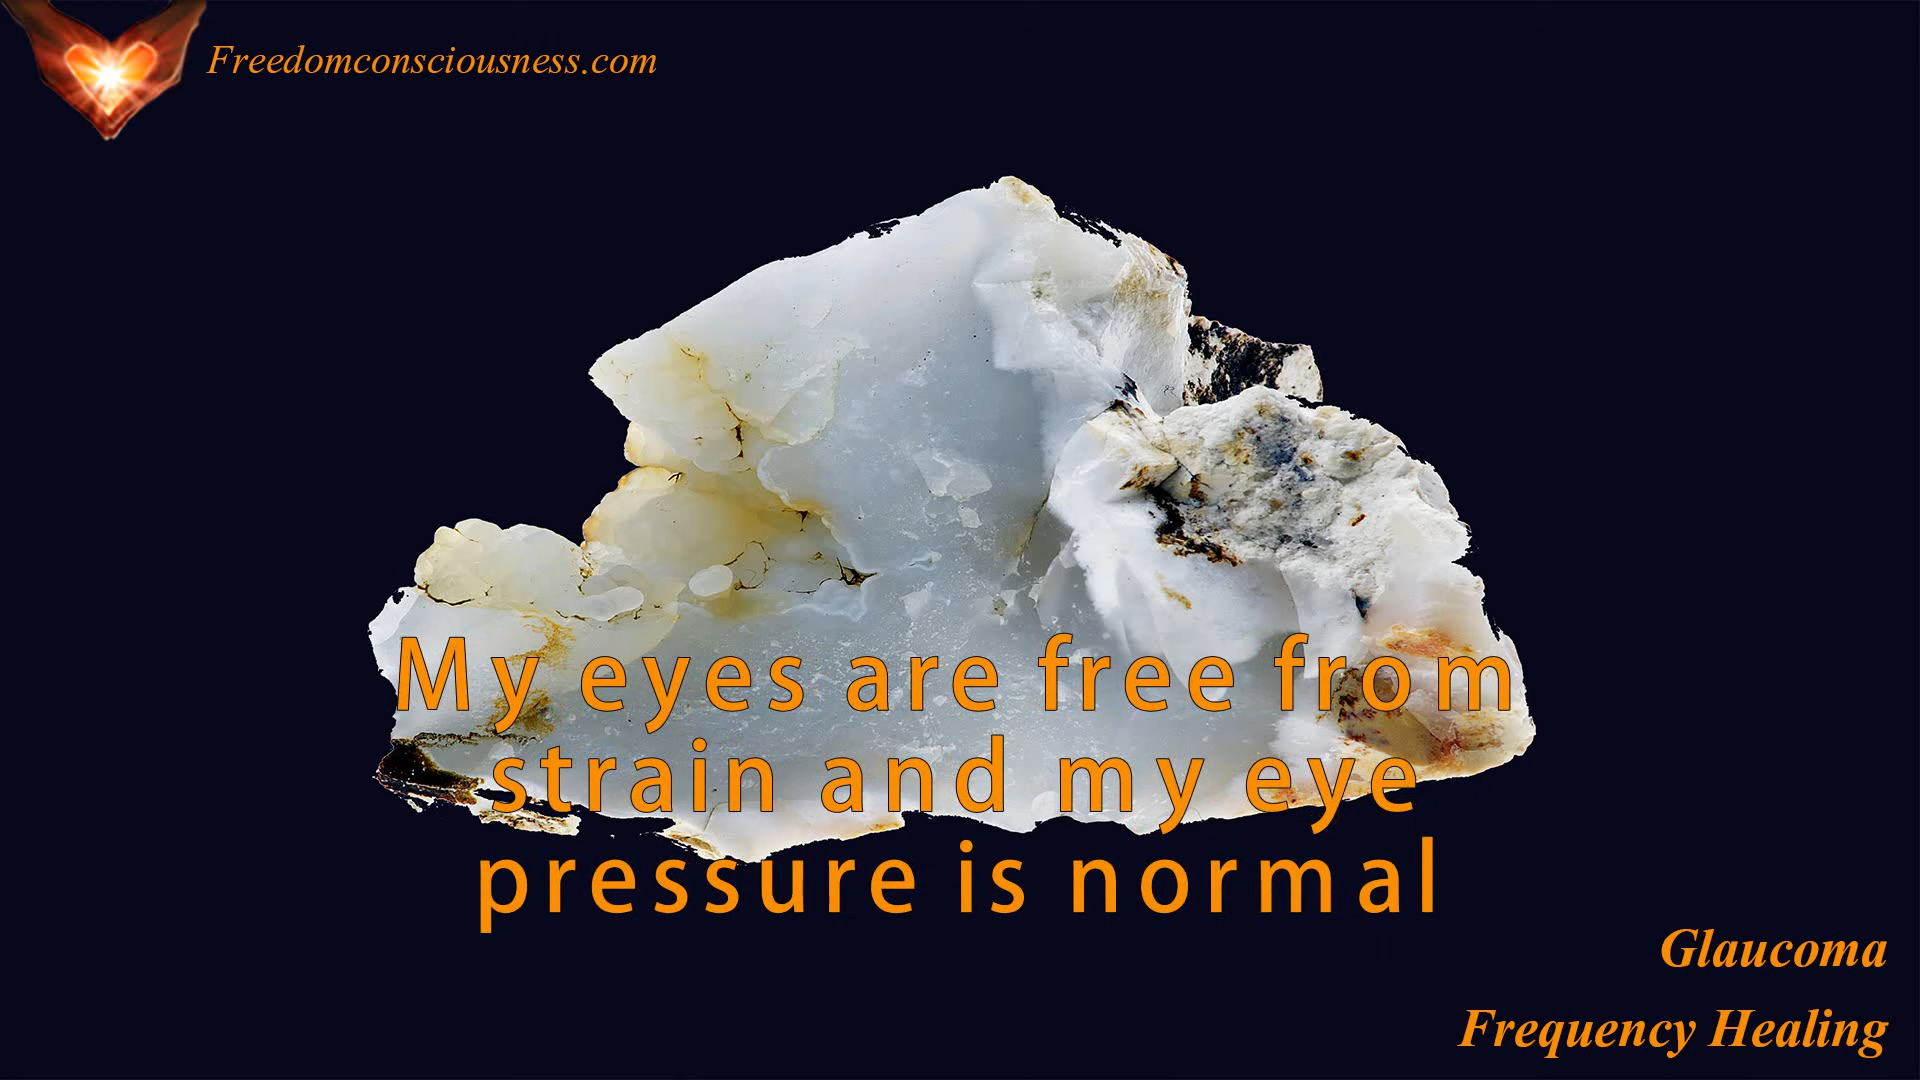 Freedomconsciousness.com
My eyes are free from
strain and my eye
pressure is normal
Glaucoma
Frequency Healing